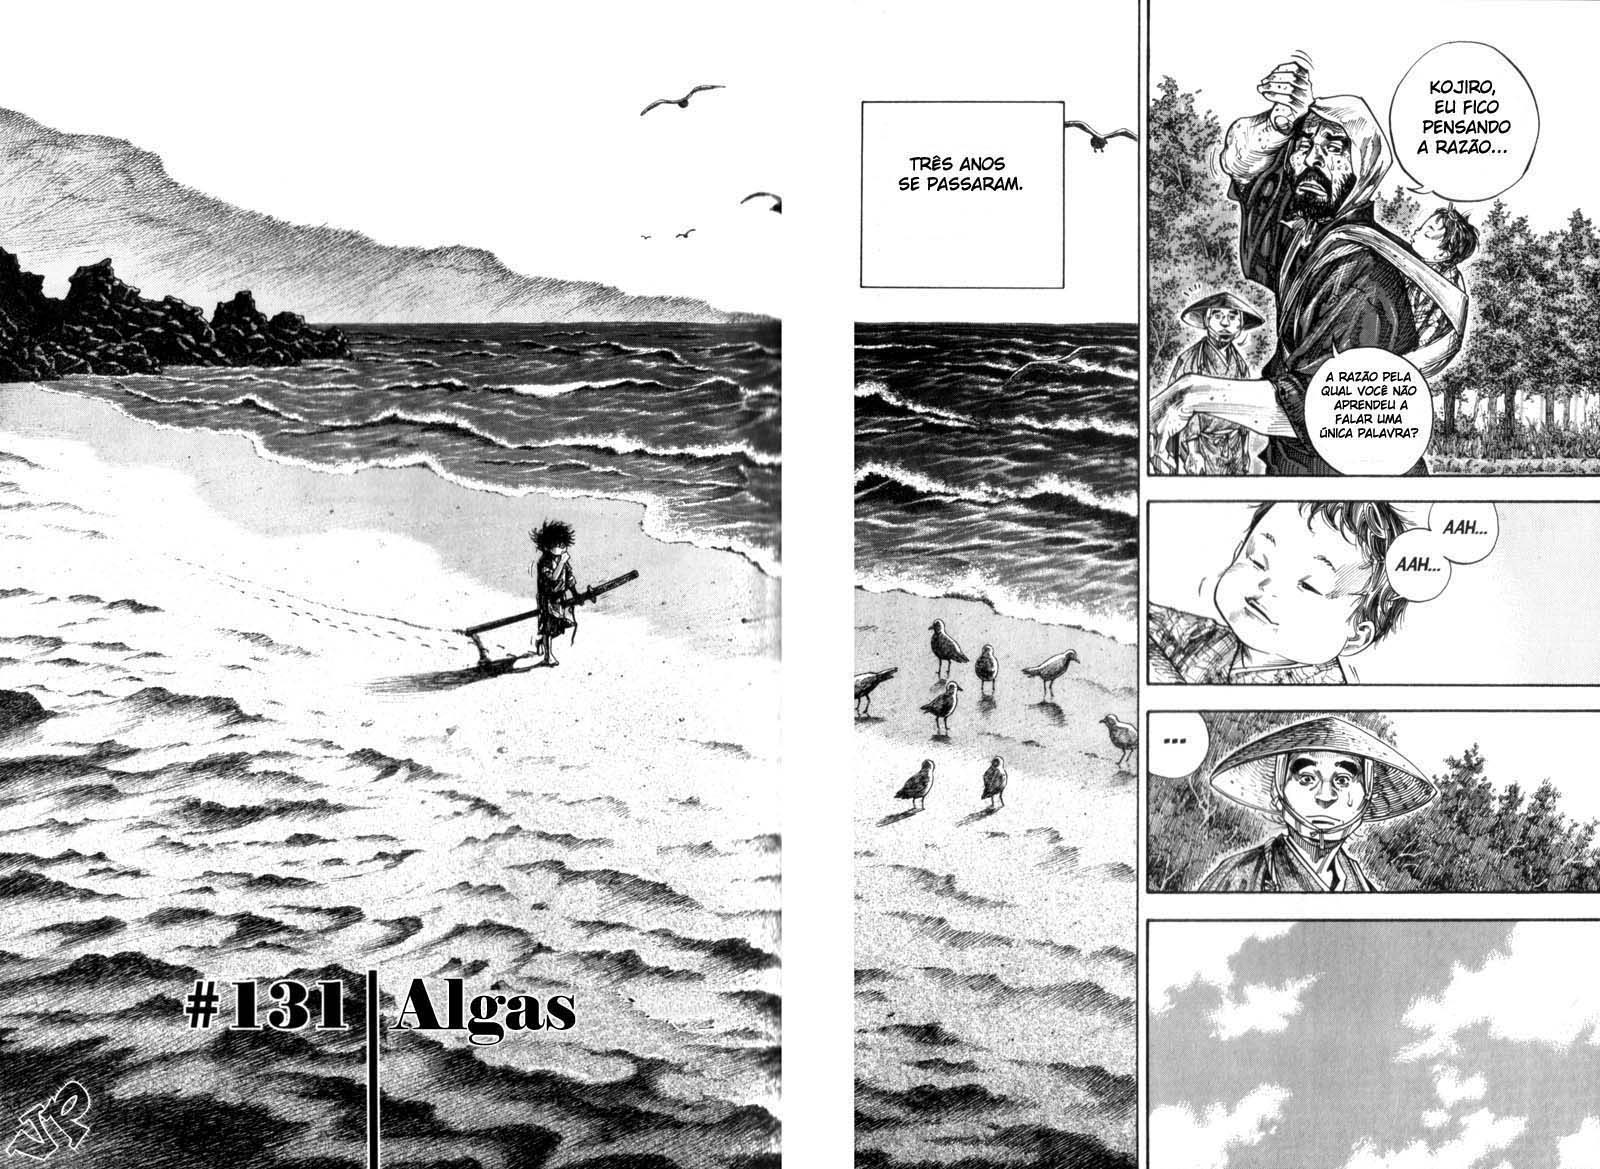 KOJIRO,
EU FICO
PENSANDO
A RAZÃO...
A RAZÃO PELA
QUAL VOCÊ NÃO
APRENDEU A
FALAR UMA
ÚNICA PALAVRA?
AAH...
AAH...
...
TRÊS ANOS
SE PASSARAM.
#131 Algas
VP